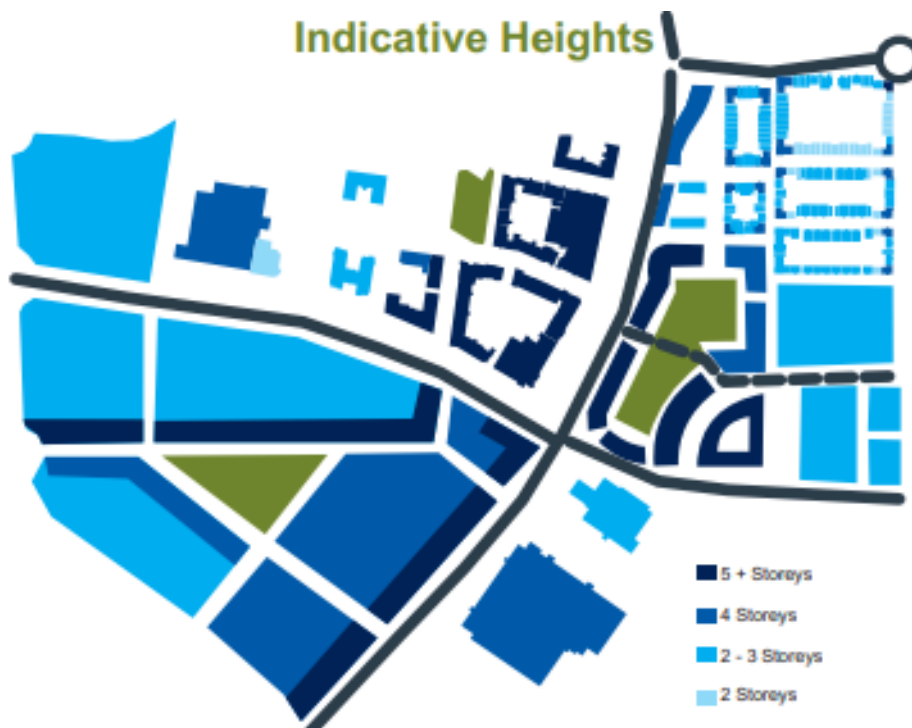 Indicative Heights
5 + Storeys
4 Storeys
2 - 3 Storeys
2 Storeys